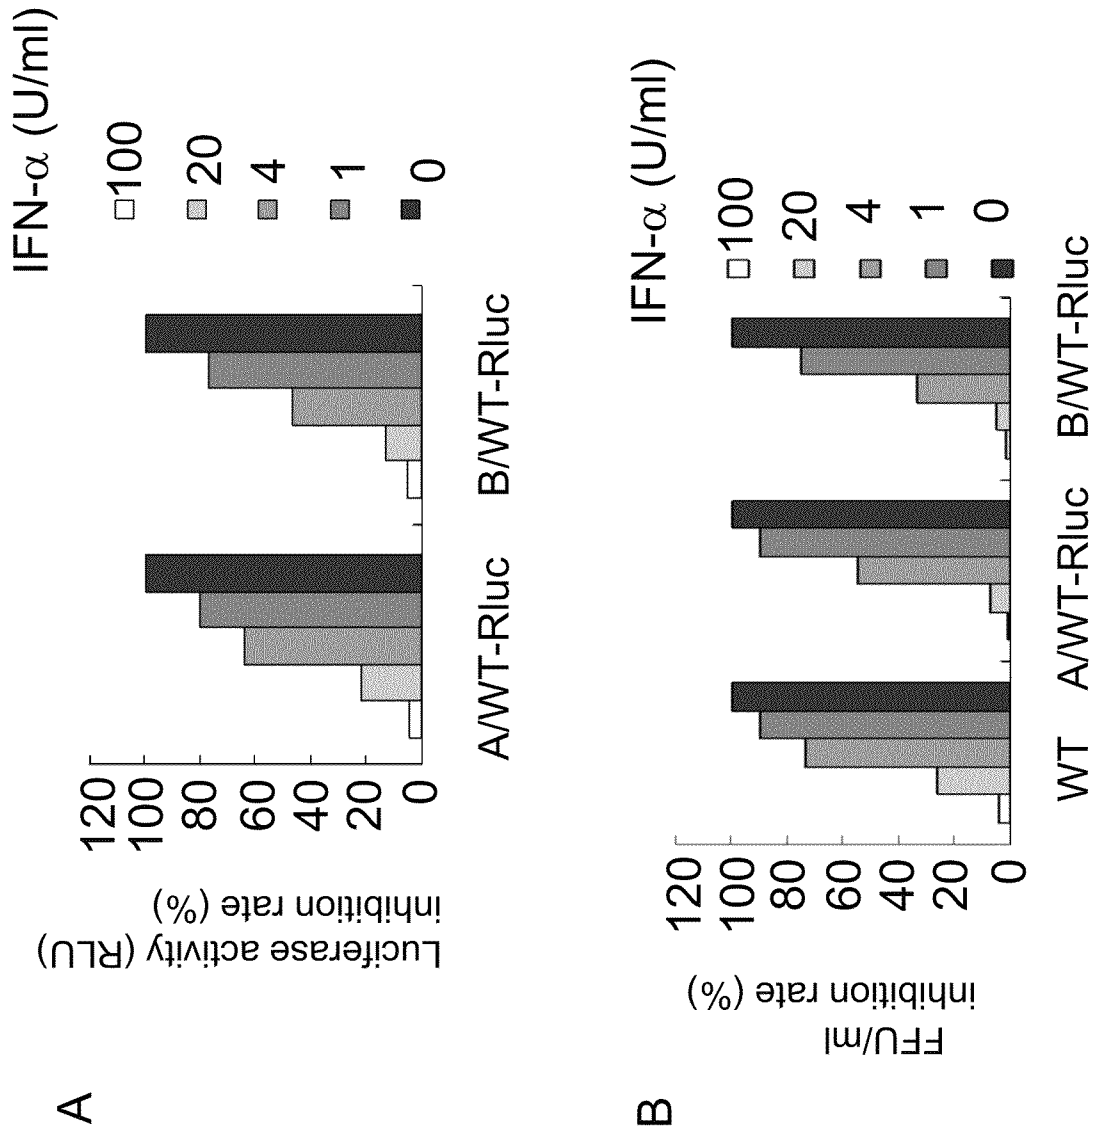 A
Luciferase activity (RLU)
inhibition rate (%)
120
100
80
60
40
20
0
A/WT-Rluc
B/WT-Rluc
IFN-α (U/ml)
100
20
4
1
0
B
FFU/ml
inhibition rate (%)
120
100
80
60
40
20
0
WT
A/WT-Rluc
B/WT-Rluc
IFN-α (U/ml)
100
20
4
1
0